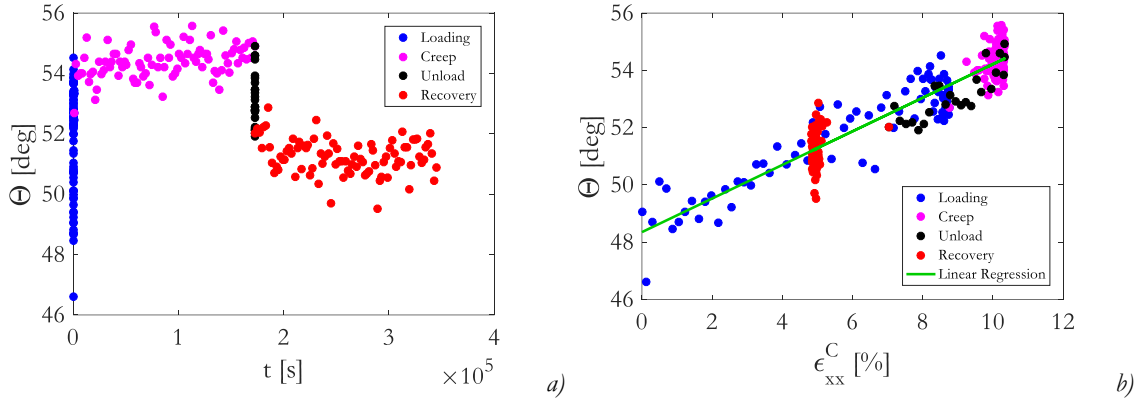 56
54
52
50
48
46
Θ [deg]
Loading
Creep
Unload
Recovery
0
1
2
3
4
t [s]
×10^5
a)
56
54
52
50
48
46
Θ [deg]
Loading
Creep
Unload
Recovery
Linear Regression
0
2
4
6
8
10
12
ϵ_xx^C [%]
b)